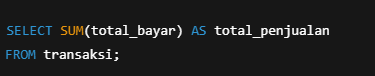 SELECT SUM(total_bayar) AS total_penjualan
FROM transaksi;